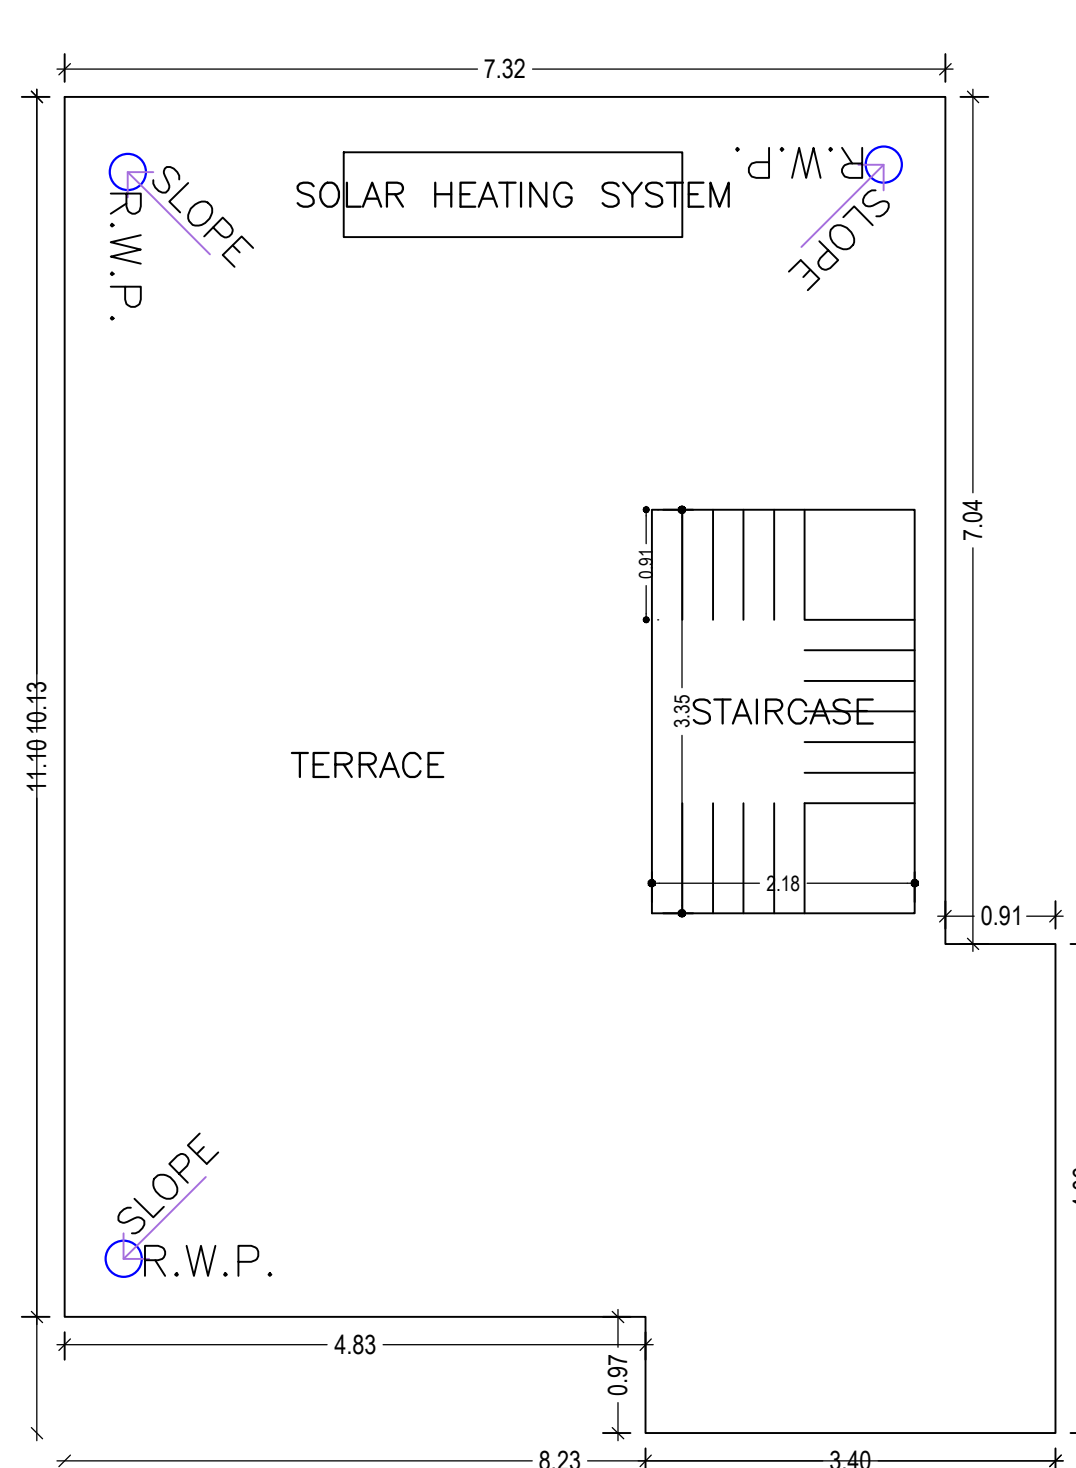 7.32
R.W.P.
SLOPE
SOLAR HEATING SYSTEM
R.W.P.
SLOPE
7.04
0.91
3.35
STAIRCASE
11.10
10.13
TERRACE
2.18
0.91
SLOPE
R.W.P.
4.83
0.97
8.23
3.40